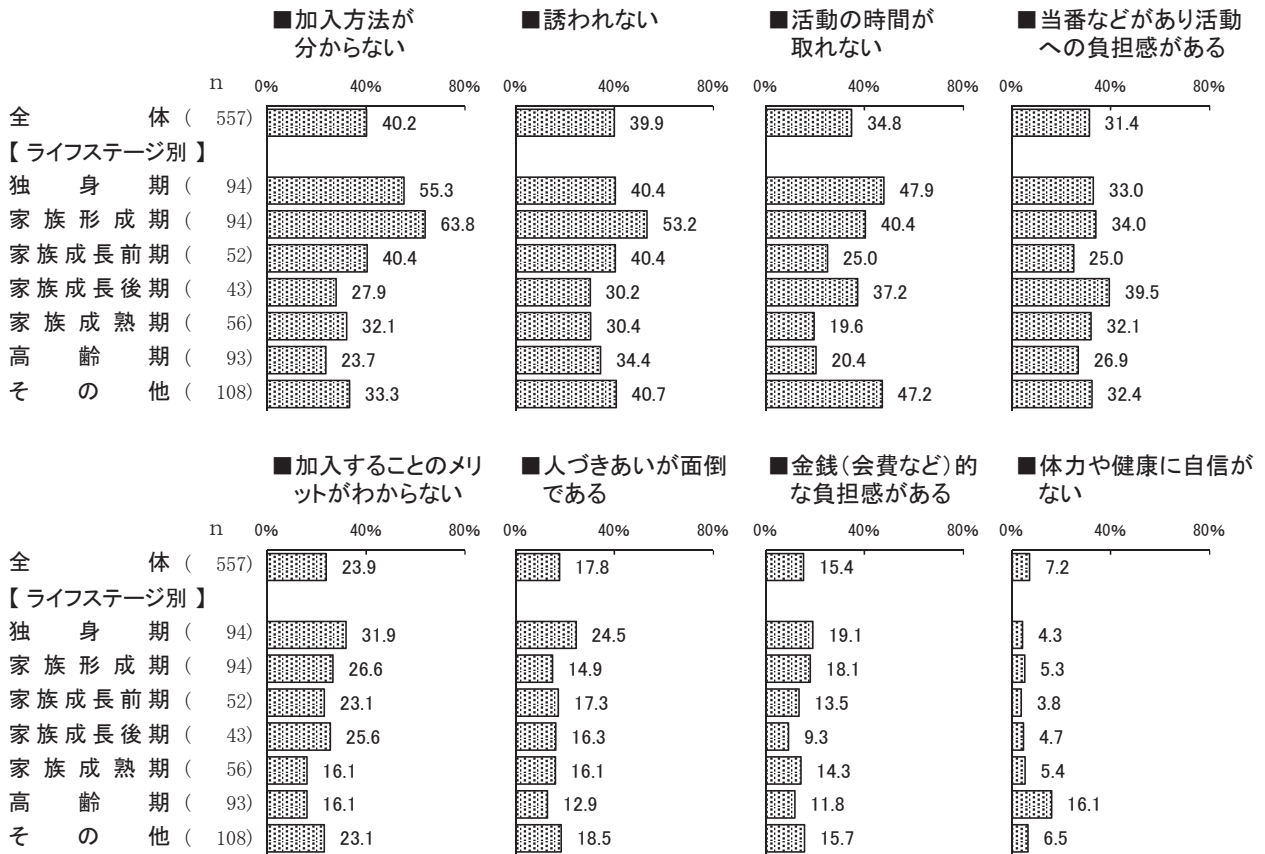 ■加入方法が
分からない
■誘われない
■活動の時間が
取れない
■当番などがあり活動
への負担感がある
n 0% 40% 80% 0% 40% 80% 0% 40% 80% 0% 40% 80%
全体 ( 557) 40.2 39.9 34.8 31.4
【ライフステージ別】
独身期 ( 94) 55.3 40.4 47.9 33.0
家族形成期 ( 94) 63.8 53.2 40.4 34.0
家族成長前期 ( 52) 40.4 40.4 25.0 25.0
家族成長後期 ( 43) 27.9 30.2 37.2 39.5
家族成熟期 ( 56) 32.1 30.4 19.6 32.1
高齢期 ( 93) 23.7 34.4 20.4 26.9
その他 ( 108) 33.3 40.7 47.2 32.4
■加入することのメリ
ットがわからない
■人づきあいが面倒
である
■金銭(会費など)的
な負担感がある
■体力や健康に自信が
ない
n 0% 40% 80% 0% 40% 80% 0% 40% 80% 0% 40% 80%
全体 ( 557) 23.9 17.8 15.4 7.2
【ライフステージ別】
独身期 ( 94) 31.9 24.5 19.1 4.3
家族形成期 ( 94) 26.6 14.9 18.1 5.3
家族成長前期 ( 52) 23.1 17.3 13.5 3.8
家族成長後期 ( 43) 25.6 16.3 9.3 4.7
家族成熟期 ( 56) 16.1 16.1 14.3 5.4
高齢期 ( 93) 16.1 12.9 11.8 16.1
その他 ( 108) 23.1 18.5 15.7 6.5